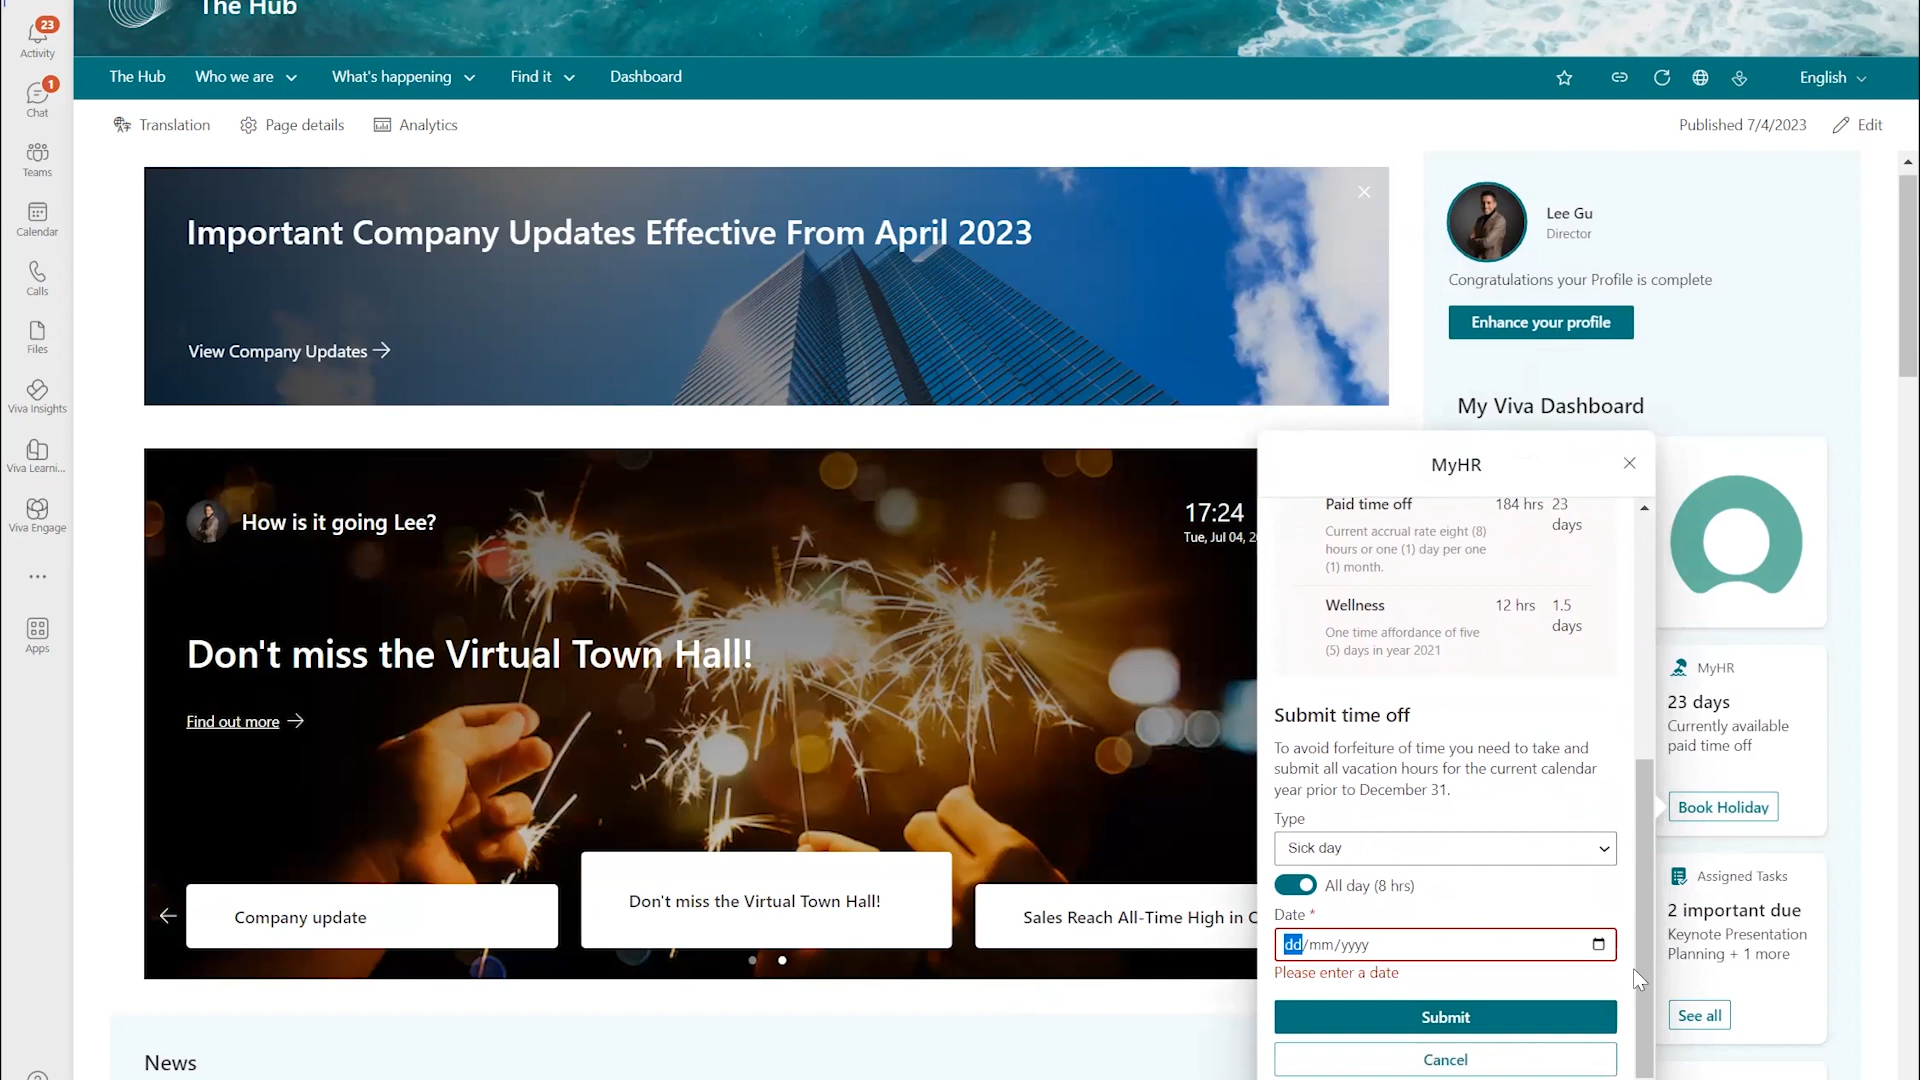 23
Activity
1
Chat
Teams
Calendar
Calls
Files
Viva Insights
Viva Learni...
Viva Engage
Apps
The Hub
The Hub
Who we are
What's happening
Find it
Dashboard
English
Translation
Page details
Analytics
Published 7/4/2023
Edit
Important Company Updates Effective From April 2023
View Company Updates
How is it going Lee?
17:24
Tue, Jul 04, 2
Don't miss the Virtual Town Hall!
Find out more
Company update
Don't miss the Virtual Town Hall!
Sales Reach All-Time High in
News
Lee Gu
Director
Congratulations your Profile is complete
Enhance your profile
My Viva Dashboard
MyHR
Paid time off 184 hrs 23
days
Current accrual rate eight (8)
hours or one (1) day per one
(1) month.
Wellness 12 hrs 1.5
days
One time affordance of five
(5) days in year 2021
Submit time off
To avoid forfeiture of time you need to take and
submit all vacation hours for the current calendar
year prior to December 31.
Type
Sick day
All day (8 hrs)
Date *
dd/mm/yyyy
Please enter a date
Submit
Cancel
MyHR
23 days
Currently available
paid time off
Book Holiday
Assigned Tasks
2 important due
Keynote Presentation
Planning + 1 more
See all